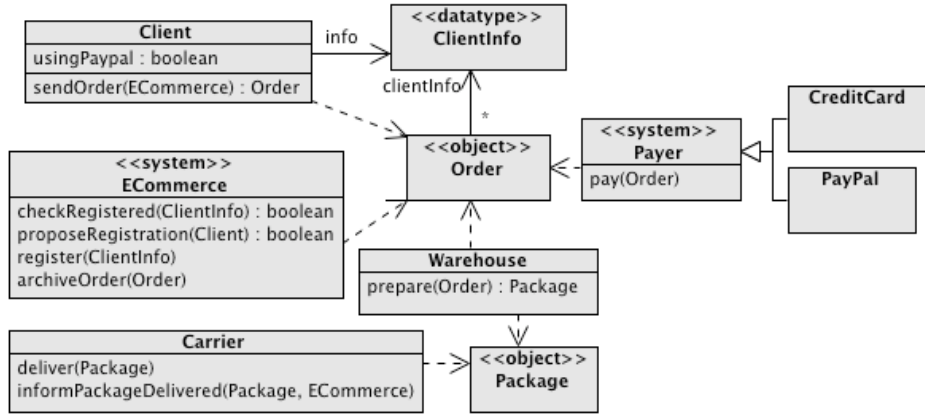 Client
usingPaypal : boolean
sendOrder(ECommerce) : Order
info
<<datatype>>
ClientInfo
clientInfo
*
<<object>>
Order
<<system>>
Payer
pay(Order)
CreditCard
PayPal
<<system>>
ECommerce
checkRegistered(ClientInfo) : boolean
proposeRegistration(Client) : boolean
register(ClientInfo)
archiveOrder(Order)
Warehouse
prepare(Order) : Package
Carrier
deliver(Package)
informPackageDelivered(Package, ECommerce)
<<object>>
Package